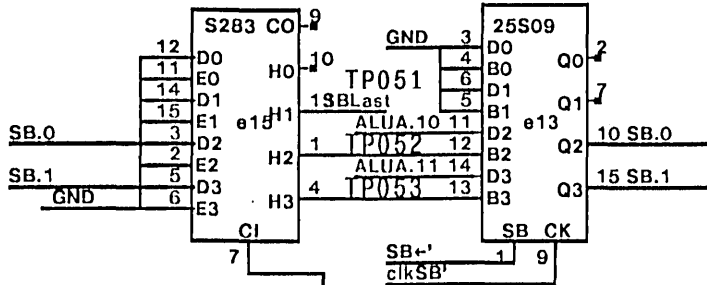 S283 CO 9
12 D0
11 E0
14 D1
15 E1
3 D2
2 E2
5 D3
6 E3
SB.0
SB.1
GND
e15
H0 10
H1 13 SBLast
H2 1
H3 4
CI
7
TP051
ALUA.10 11
TP052 12
ALUA.11 14
TP053 13
25S09
GND 3 D0
4 B0
6 D1
5 B1
D2
B2
D3
B3
e13
Q0 2
Q1 7
Q2 10 SB.0
Q3 15 SB.1
SB CK
SB←' 1 9
clkSB'